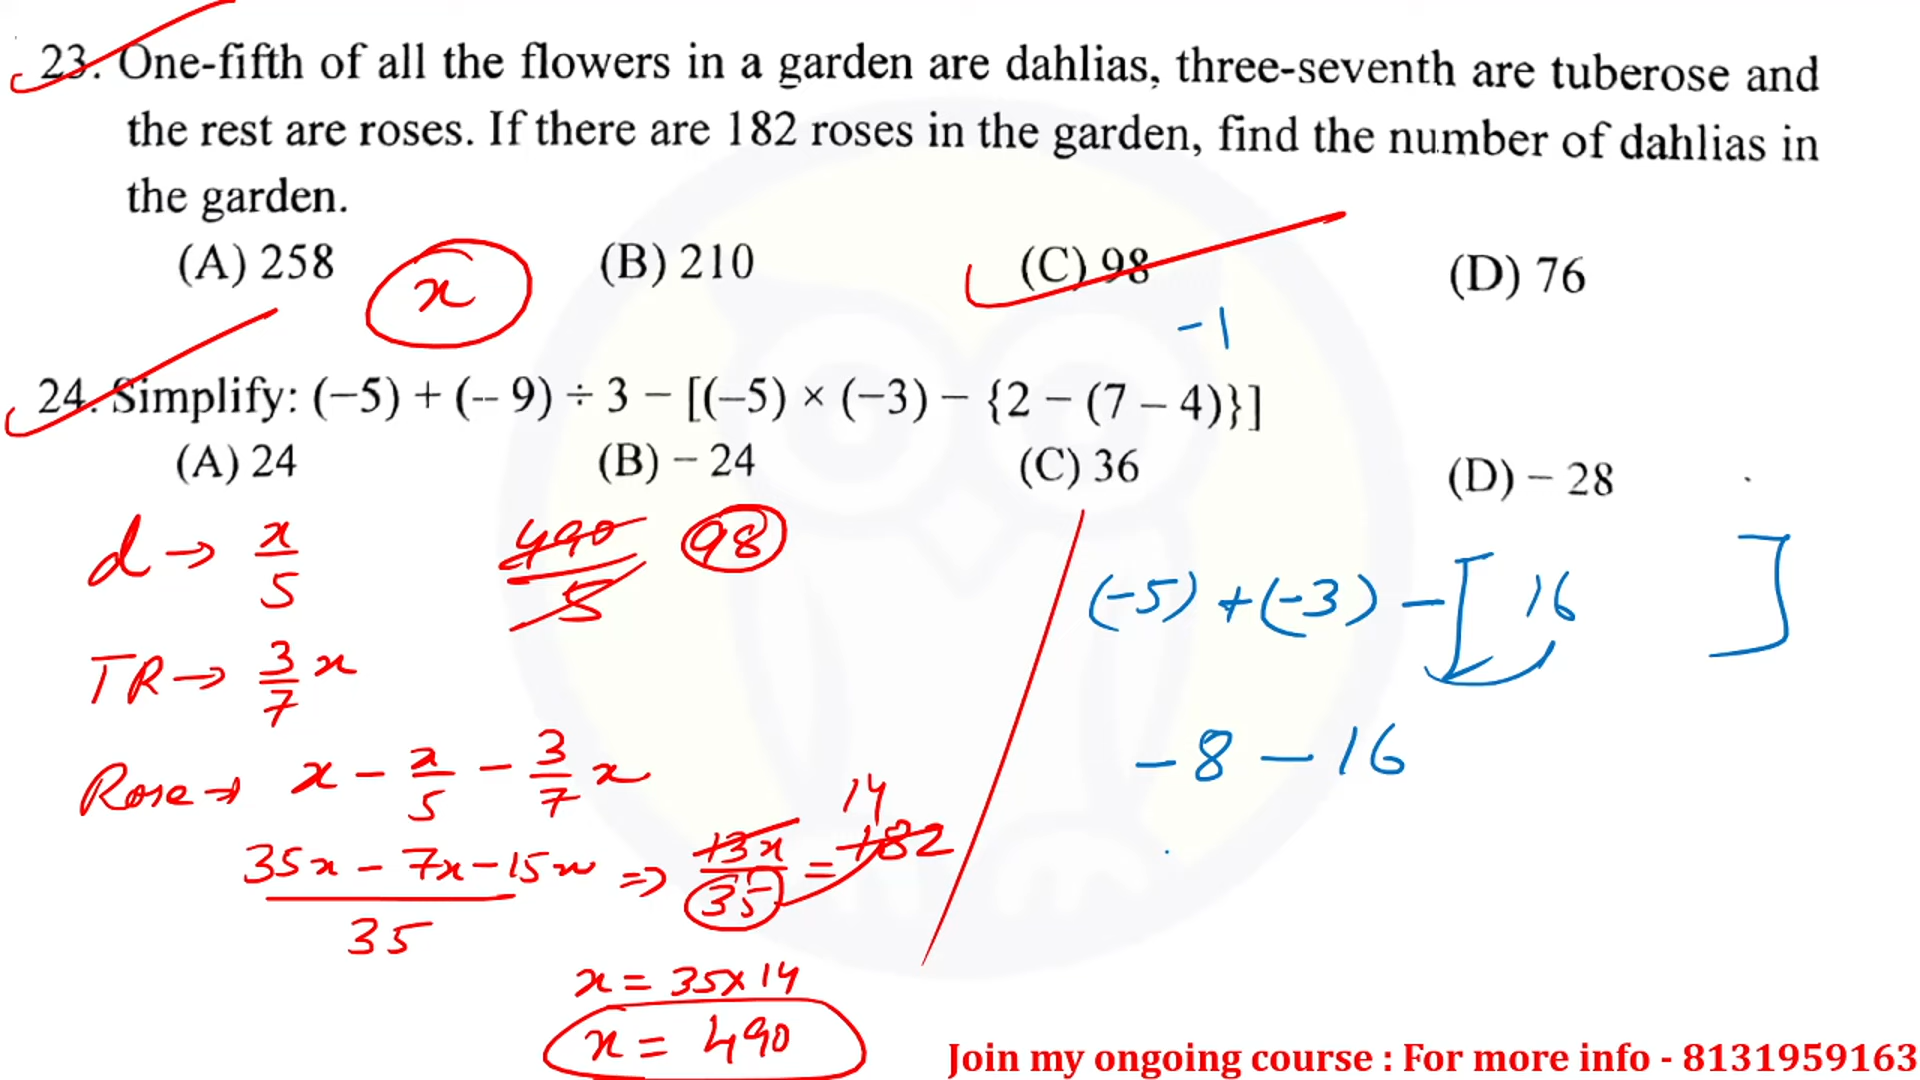 23. One-fifth of all the flowers in a garden are dahlias, three-seventh are tuberose and
the rest are roses. If there are 182 roses in the garden, find the number of dahlias in
the garden.
(A) 258 (B) 210 (C) 98 (D) 76
x
-1
24. Simplify: (−5) + (-- 9) ÷ 3 − [(−5) × (−3) − {2 − (7 − 4)}]
(A) 24 (B) − 24 (C) 36 (D) − 28
d → x/5
490/5 98
TR → 3/7 x
Rose → x - x/5 - 3/7 x
35x - 7x - 15x / 35 => 13x/35 = 182
14
x = 35x14
x = 490
(-5) + (-3) - [ 16 ]
-8 - 16
Join my ongoing course : For more info - 8131959163